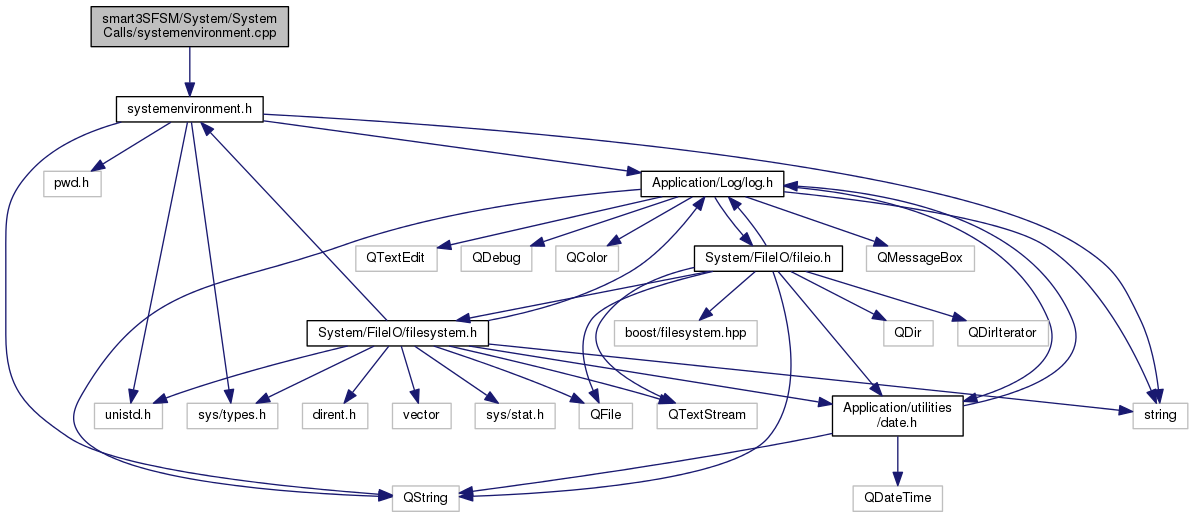 smart3SFSM/System/System
Calls/systemenvironment.cpp
systemenvironment.h
pwd.h
Application/Log/log.h
QTextEdit
QDebug
QColor
System/FileIO/fileio.h
QMessageBox
System/FileIO/filesystem.h
boost/filesystem.hpp
QDir
QDirIterator
unistd.h
sys/types.h
dirent.h
vector
sys/stat.h
QFile
QTextStream
Application/utilities
/date.h
string
QString
QDateTime